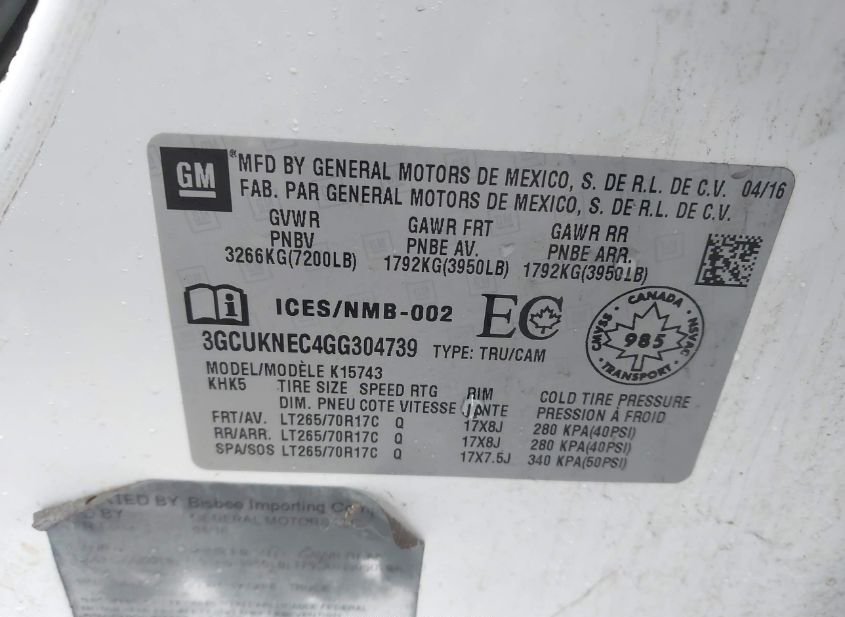 GM ® MFD BY GENERAL MOTORS DE MEXICO, S. DE R.L. DE C.V. 04/16
FAB. PAR GENERAL MOTORS DE MEXICO, S. DE R.L. DE C.V.
GVWR GAWR FRT GAWR RR
PNBV PNBE AV. PNBE ARR.
3266KG(7200LB) 1792KG(3950LB) 1792KG(3950LB)
ICES/NMB-002 EC
CANADA
CMVSS 985 NSVAC
TRANSPORT
3GCUKNEC4GG304739 TYPE: TRU/CAM
MODEL/MODÈLE K15743
KHK5 TIRE SIZE SPEED RTG RIM COLD TIRE PRESSURE
DIM. PNEU COTE VITESSE JANTE PRESSION À FROID
FRT/AV. LT265/70R17C Q 17X8J 280 KPA(40PSI)
RR/ARR. LT265/70R17C Q 17X8J 280 KPA(40PSI)
SPA/SOS LT265/70R17C Q 17X7.5J 340 KPA(50PSI)
BY Bisbee Importing
BY GENERAL MOTORS